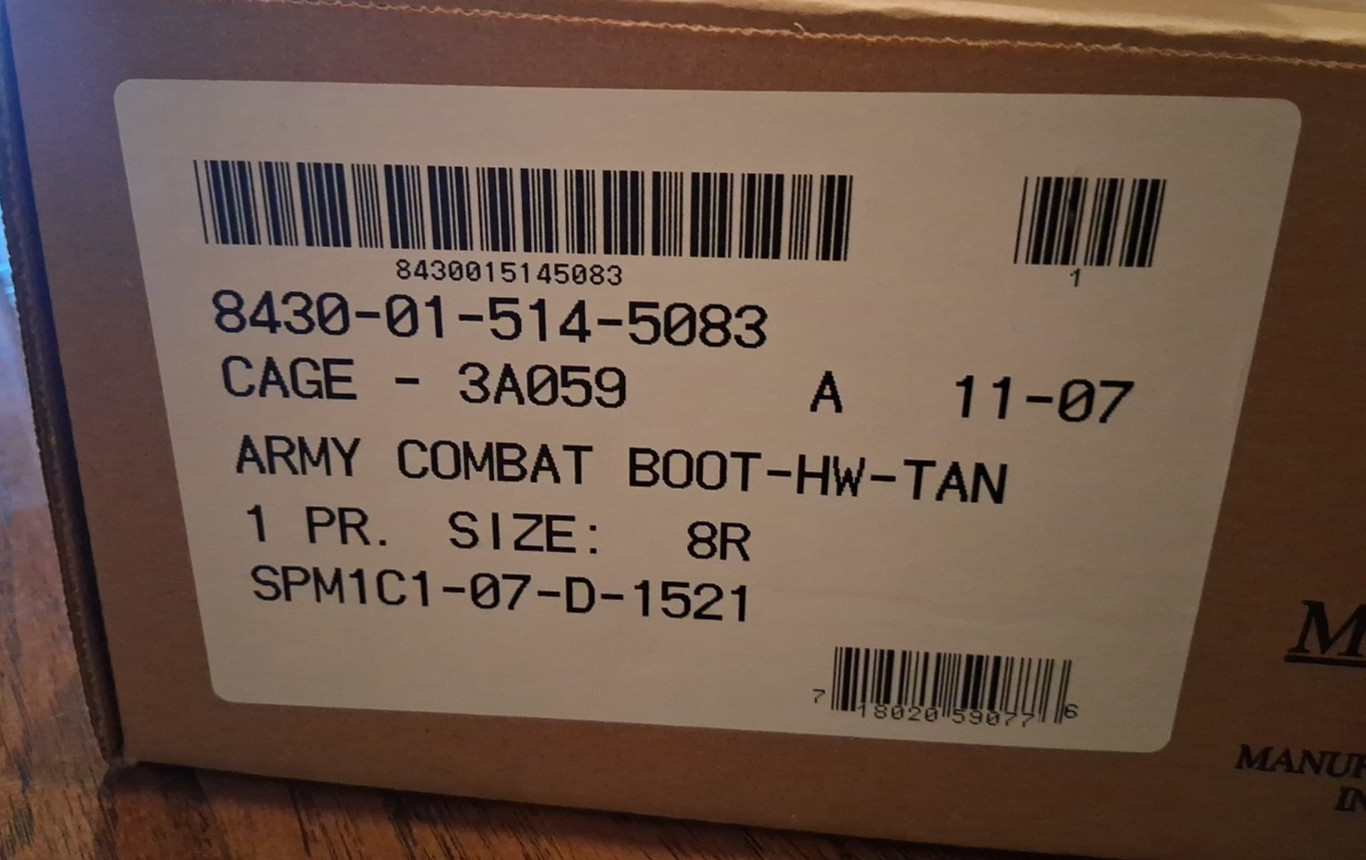 8430015145083
1
8430-01-514-5083
CAGE - 3A059 A 11-07
ARMY COMBAT BOOT-HW-TAN
1 PR. SIZE: 8R
SPM1C1-07-D-1521
7 18020 59077 6